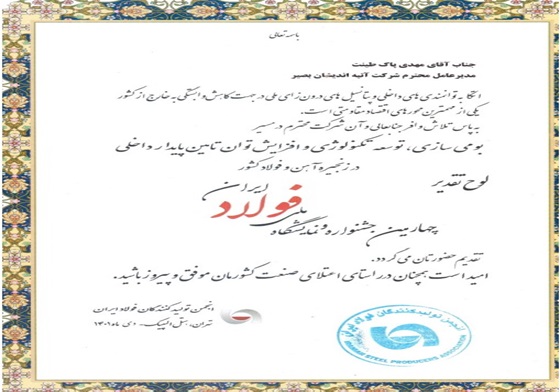 باسمه تعالی
جناب آقای مهدی پاک طینت
مدیرعامل محترم شرکت آتیه اندیشان بصیر
اتکا به توانمندی های داخلی و پتانسیل های درون زای ملی در جهت کاهش وابستگی به خارج از کشور
یکی از مهمترین محورهای اقتصاد مقاومتی است.
به پاس تلاش وافر جنابعالی و آن شرکت محترم در مسیر
بومی سازی، توسعه تکنولوژی و افزایش توان تامین پایدار داخلی
در زنجیره آهن و فولاد کشور
لوح تقدیر
چهارمین جشنواره و نمایشگاه ملی فولاد ایران
تقدیم حضورتان می گردد.
امید است همچنان در راستای اعتلای صنعت کشورمان موفق و پیروز باشید.
انجمن تولیدکنندگان فولاد ایران
تهران، هتل المپیک - دی ماه ۱۴۰۱
انجمن تولیدکنندگان فولاد ایران
IRANIAN STEEL PRODUCERS ASSOCIATION